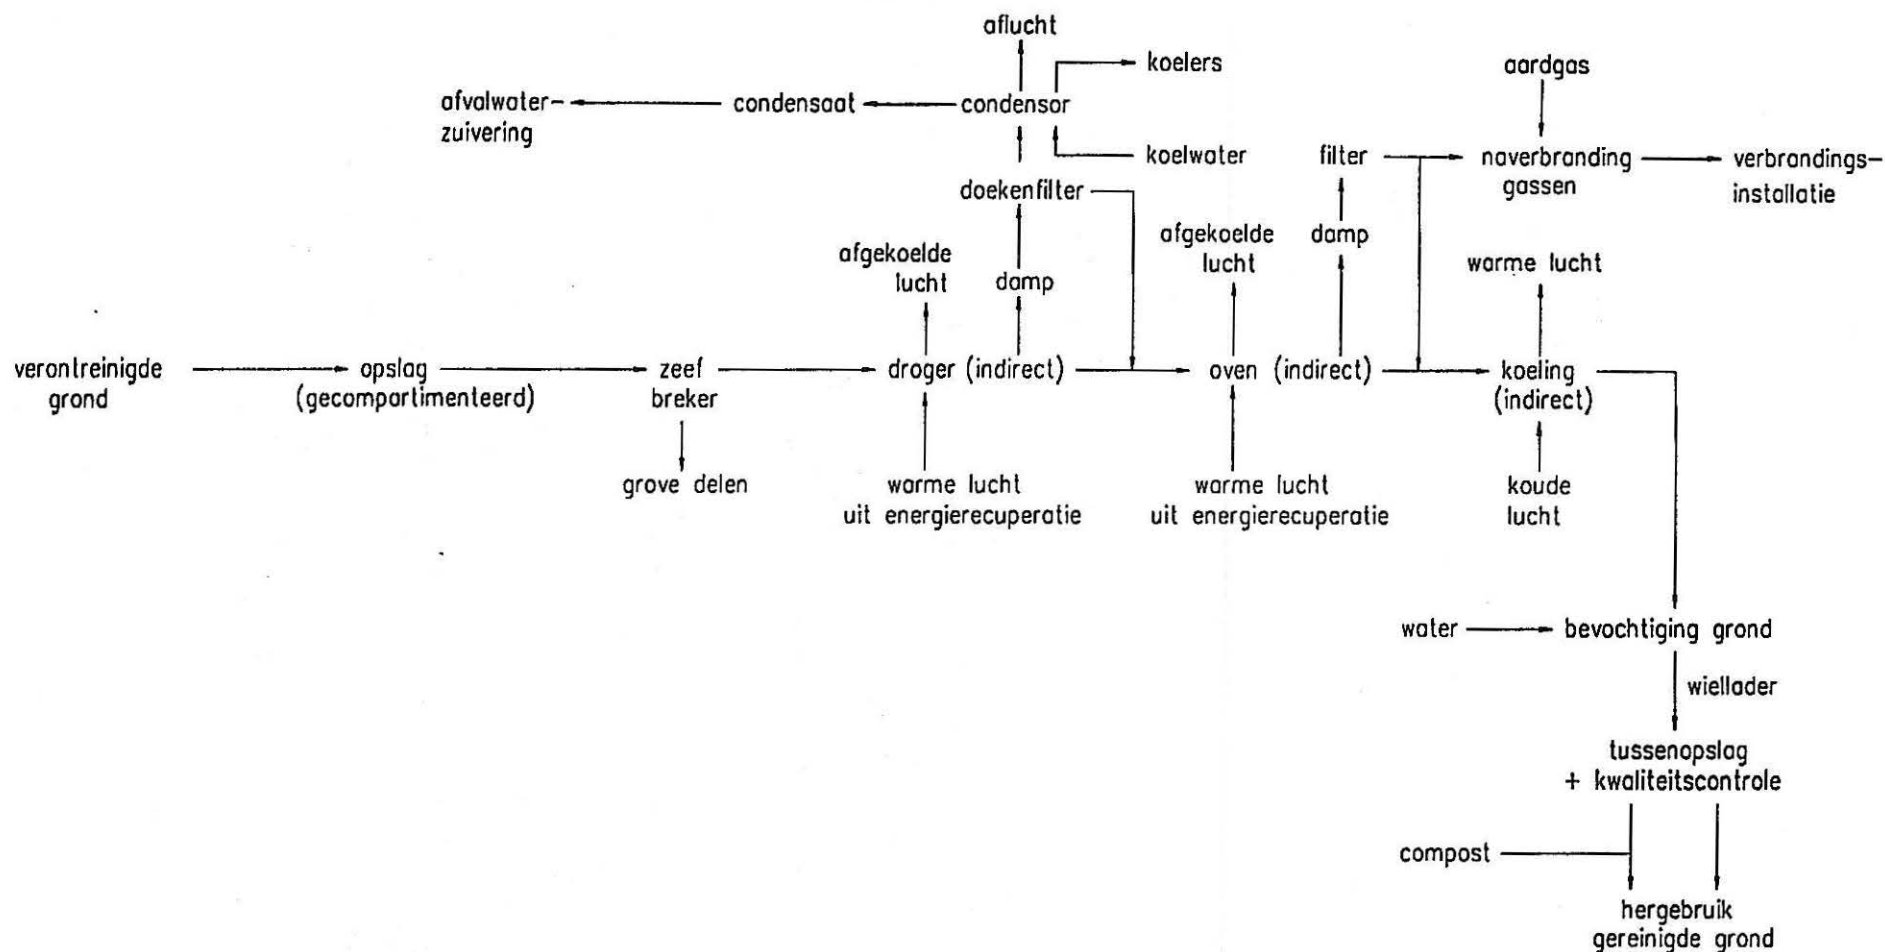 aflucht
koelers
aardgas
afvalwater-
zuivering
condensaat
condensor
koelwater
filter
naverbranding
gassen
verbrandings-
installatie
doekenfilter
afgekoelde
lucht
damp
afgekoelde
lucht
damp
warme lucht
verontreinigde
grond
opslag
(gecompartimenteerd)
zeef
breker
droger (indirect)
oven (indirect)
koeling
(indirect)
grove delen
warme lucht
uit energierecuperatie
warme lucht
uit energierecuperatie
koude
lucht
water
bevochtiging grond
wiellader
tussenopslag
+ kwaliteitscontrole
compost
hergebruik
gereinigde grond